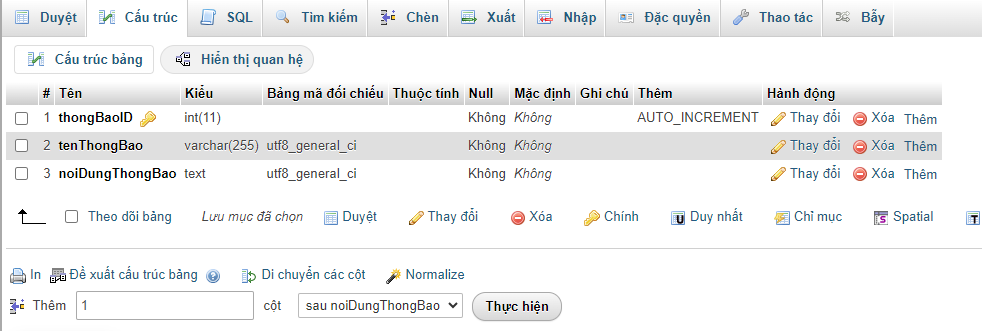 Duyệt Cấu trúc SQL Tìm kiếm Chèn Xuất Nhập Đặc quyền Thao tác Bẫy
Cấu trúc bảng Hiển thị quan hệ
# Tên Kiểu Bảng mã đối chiếu Thuộc tính Null Mặc định Ghi chú Thêm Hành động
1 thongBaoID int(11) Không Không AUTO_INCREMENT Thay đổi Xóa Thêm
2 tenThongBao varchar(255) utf8_general_ci Không Không Thay đổi Xóa Thêm
3 noiDungThongBao text utf8_general_ci Không Không Thay đổi Xóa Thêm
Theo dõi bảng Lưu mục đã chọn Duyệt Thay đổi Xóa Chính U Duy nhất Chỉ mục S Spatial T
In Đề xuất cấu trúc bảng Di chuyển các cột Normalize
Thêm 1 cột sau noiDungThongBao Thực hiện